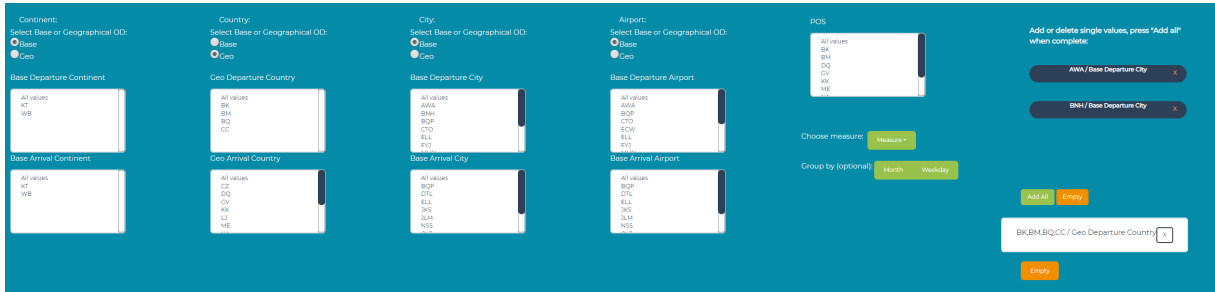 Continent:
Select Base or Geographical OD:
Base
Geo
Base Departure Continent
All values
KT
WB
Base Arrival Continent
All values
KT
WB
Country:
Select Base or Geographical OD:
Base
Geo
Geo Departure Country
All values
BK
BM
BQ
CC
Geo Arrival Country
All values
CZ
DQ
GV
KK
LJ
ME
City:
Select Base or Geographical OD:
Base
Geo
Base Departure City
All values
AWA
BNH
BQP
CTO
ELL
FYJ
Base Arrival City
All values
BQP
DTL
ELL
JKS
JLM
NSS
Airport:
Select Base or Geographical OD:
Base
Geo
Base Departure Airport
All values
AWA
BQP
CTO
ECW
ELL
FYJ
Base Arrival Airport
All values
BQP
DTL
ELL
JKS
JLM
NSS
POS
All values
BK
BM
DQ
GV
KK
ME
Choose measure:
Measure
Group by (optional):
Month Weekday
Add or delete single values, press "Add all"
when complete:
AWA / Base Departure City X
BNH / Base Departure City X
Add All Empty
BK,BM,BQ,CC / Geo Departure Country X
Empty